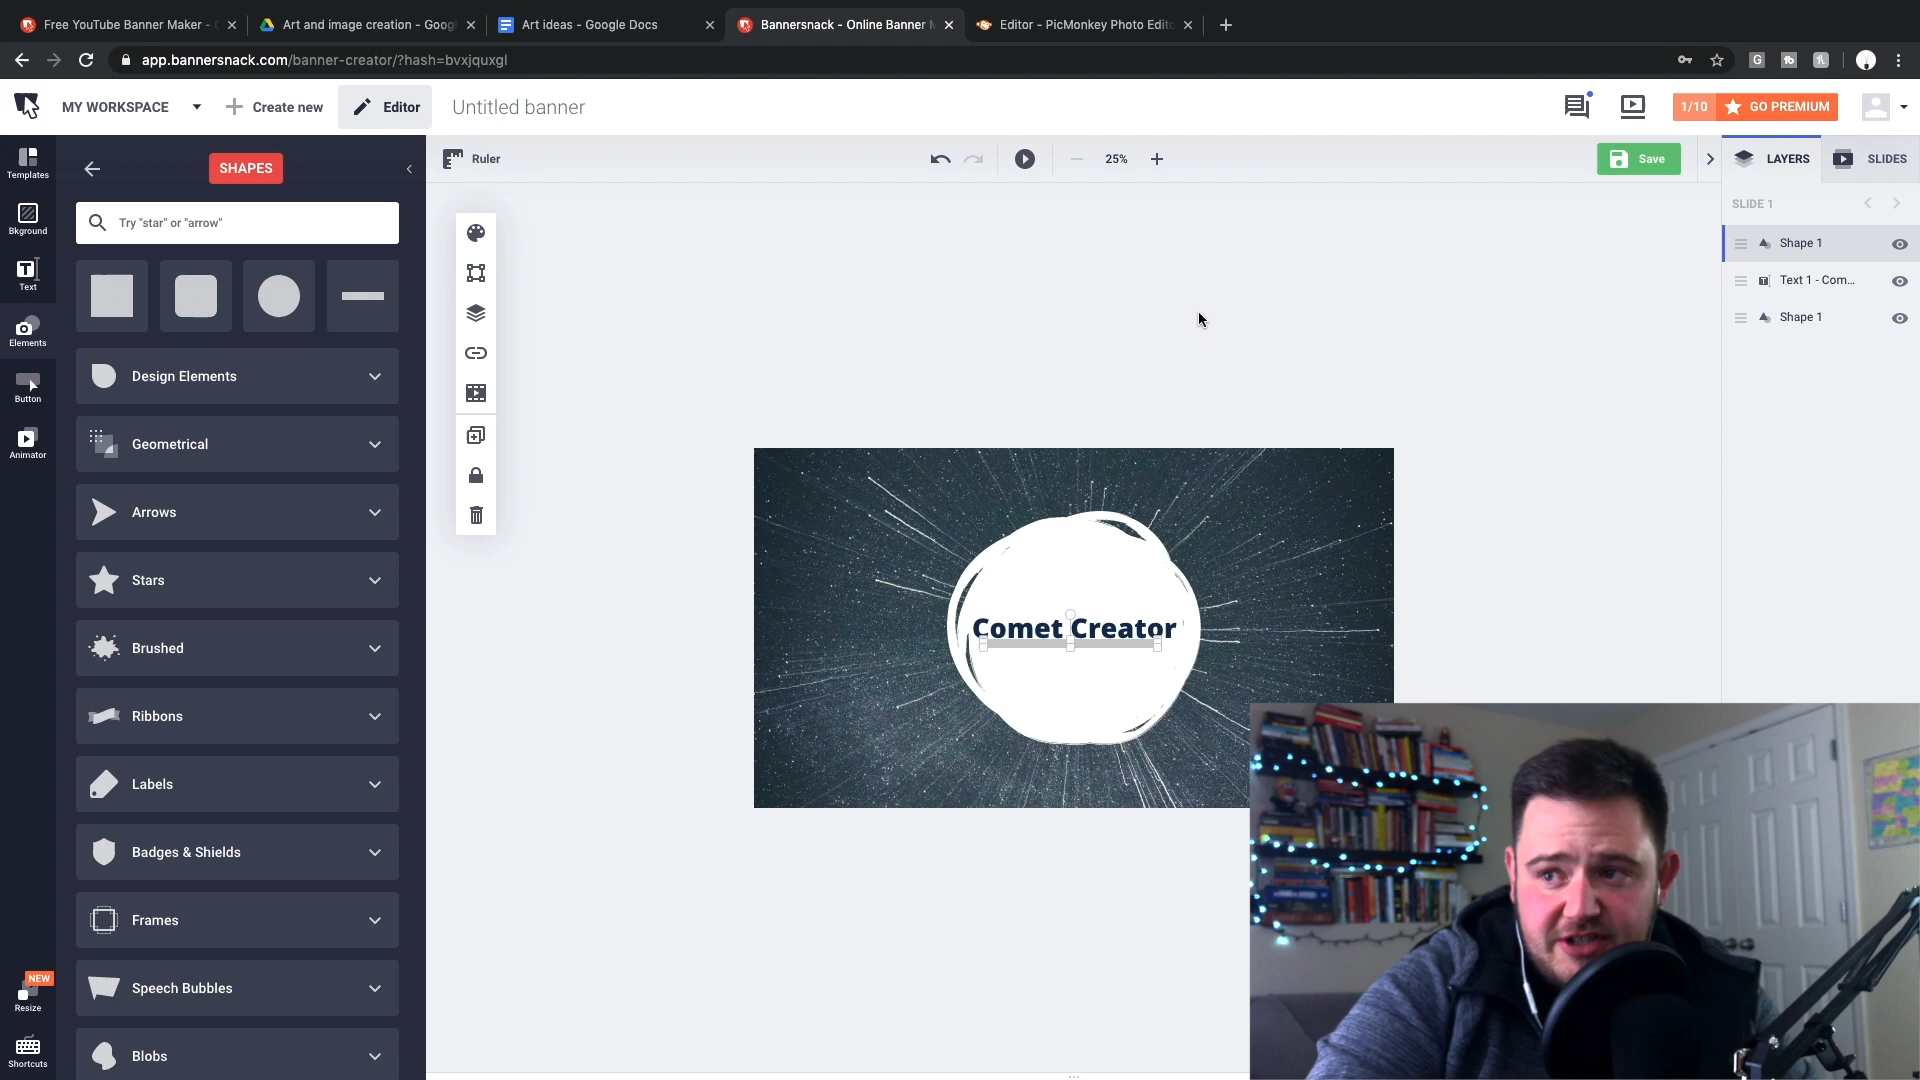 Free YouTube Banner Maker -
Art and image creation - Goog
Art ideas - Google Docs
Bannersnack - Online Banner
Editor - PicMonkey Photo Edit
app.bannersnack.com/banner-creator/?hash=bvxjquxgl
MY WORKSPACE
Create new
Editor
Untitled banner
1/10
GO PREMIUM
Templates
Bkground
Text
Elements
Button
Animator
NEW
Resize
Shortcuts
SHAPES
Try "star" or "arrow"
Design Elements
Geometrical
Arrows
Stars
Brushed
Ribbons
Labels
Badges & Shields
Frames
Speech Bubbles
Blobs
Ruler
25%
Save
LAYERS
SLIDES
SLIDE 1
Shape 1
Text 1 - Com...
Shape 1
Comet Creator